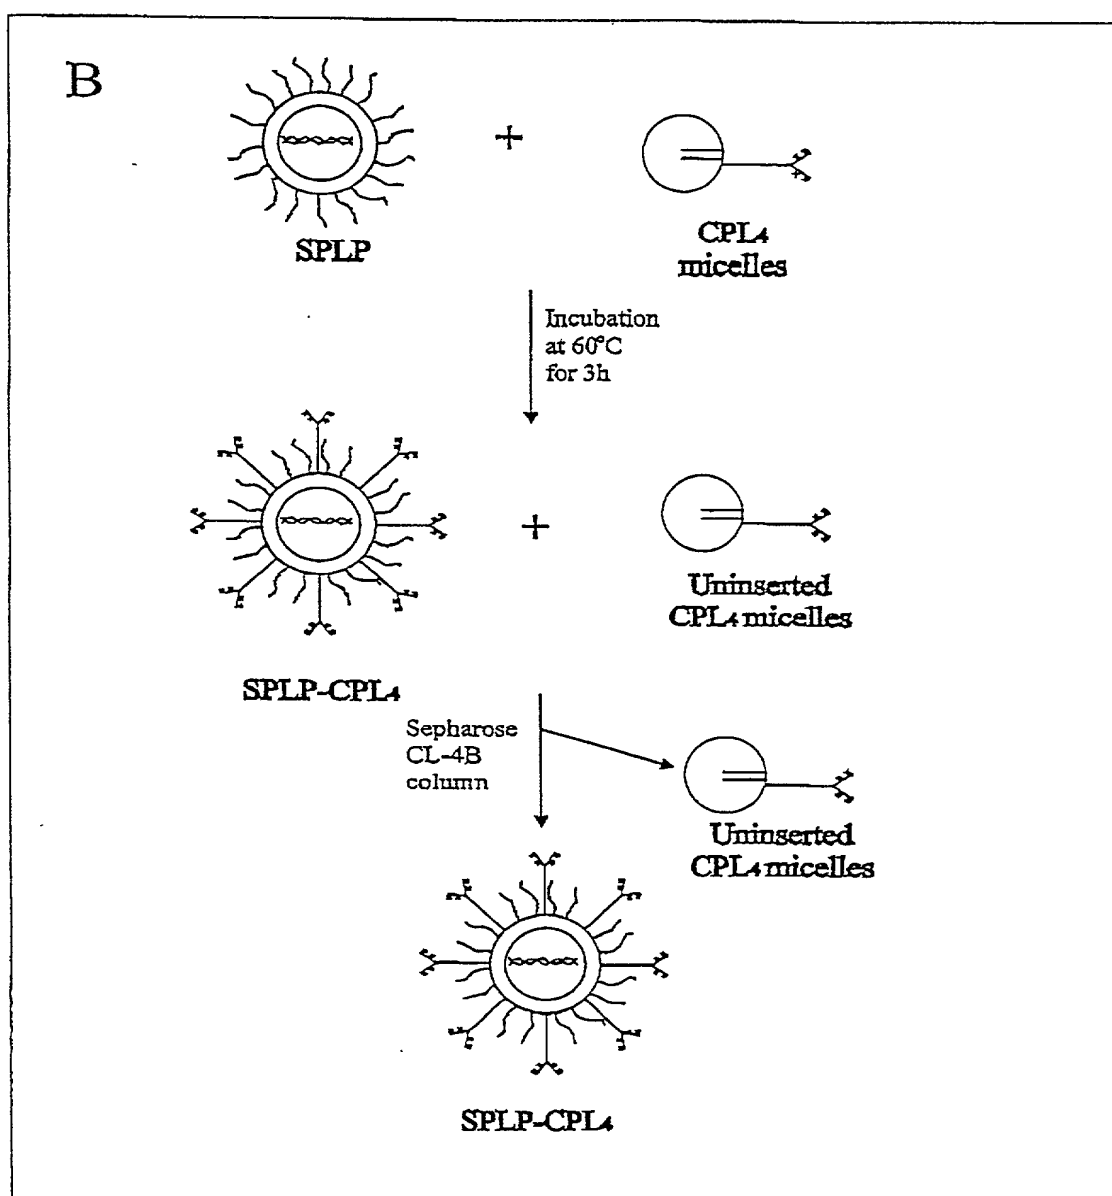 B
+
SPLP
CPL4
micelles
Incubation
at 60°C
for 3h
+
SPLP-CPL4
Uninserted
CPL4 micelles
Sepharose
CL-4B
column
Uninserted
CPL4 micelles
SPLP-CPL4